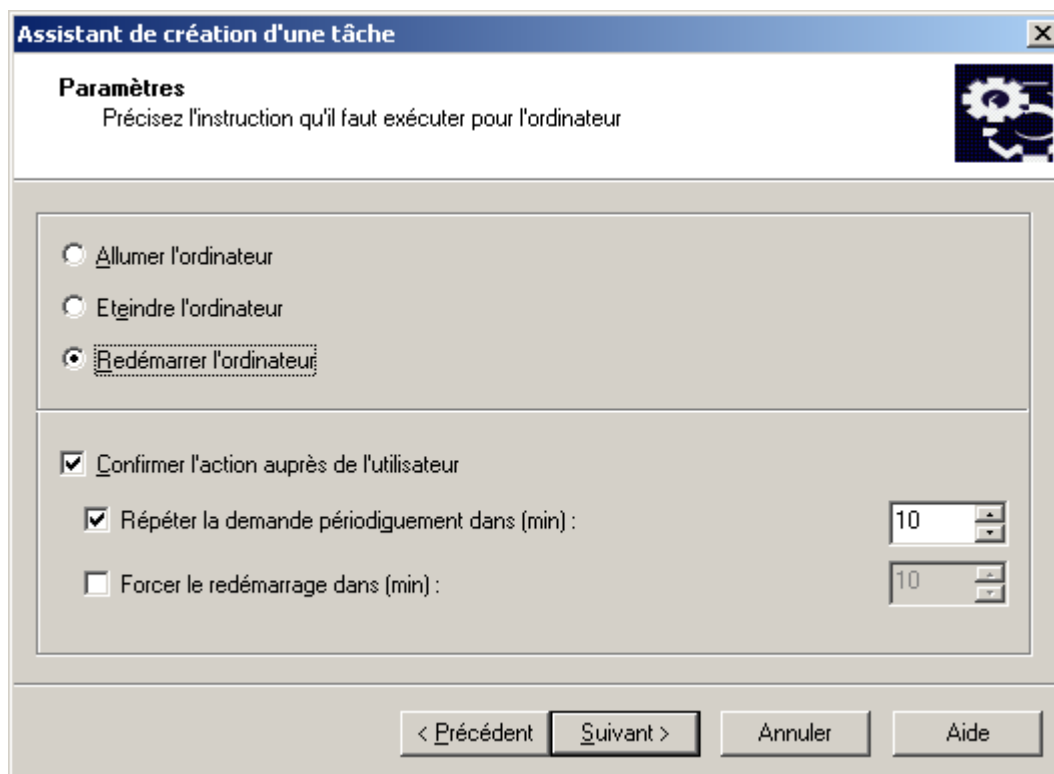 Assistant de création d'une tâche
Paramètres
Précisez l'instruction qu'il faut exécuter pour l'ordinateur
Allumer l'ordinateur
Eteindre l'ordinateur
Redémarrer l'ordinateur
Confirmer l'action auprès de l'utilisateur
Répéter la demande périodiguement dans (min) : 10
Forcer le redémarrage dans (min) : 10
< Précédent Suivant > Annuler Aide